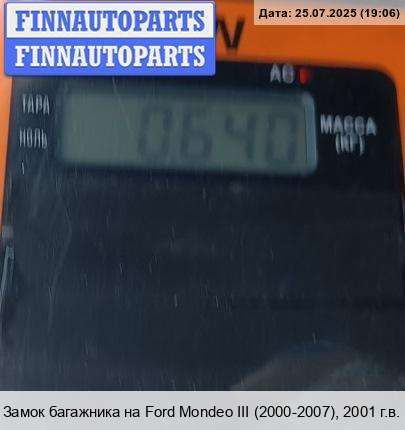 FINNAUTOPARTS
FINNAUTOPARTS
Дата: 25.07.2025 (19:06)
AC
ТАРА
НОЛЬ
0.640
МАССА
(КГ)
Замок багажника на Ford Mondeo III (2000-2007), 2001 г.в.